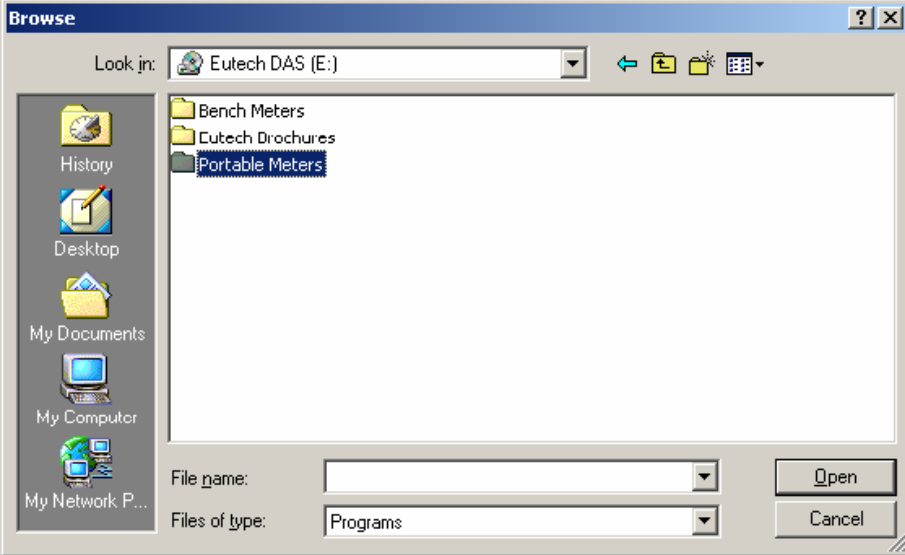 Browse
Look in: Eutech DAS (E:)
History
Desktop
My Documents
My Computer
My Network P...
Bench Meters
Eutech Brochures
Portable Meters
File name: Open
Files of type: Programs Cancel